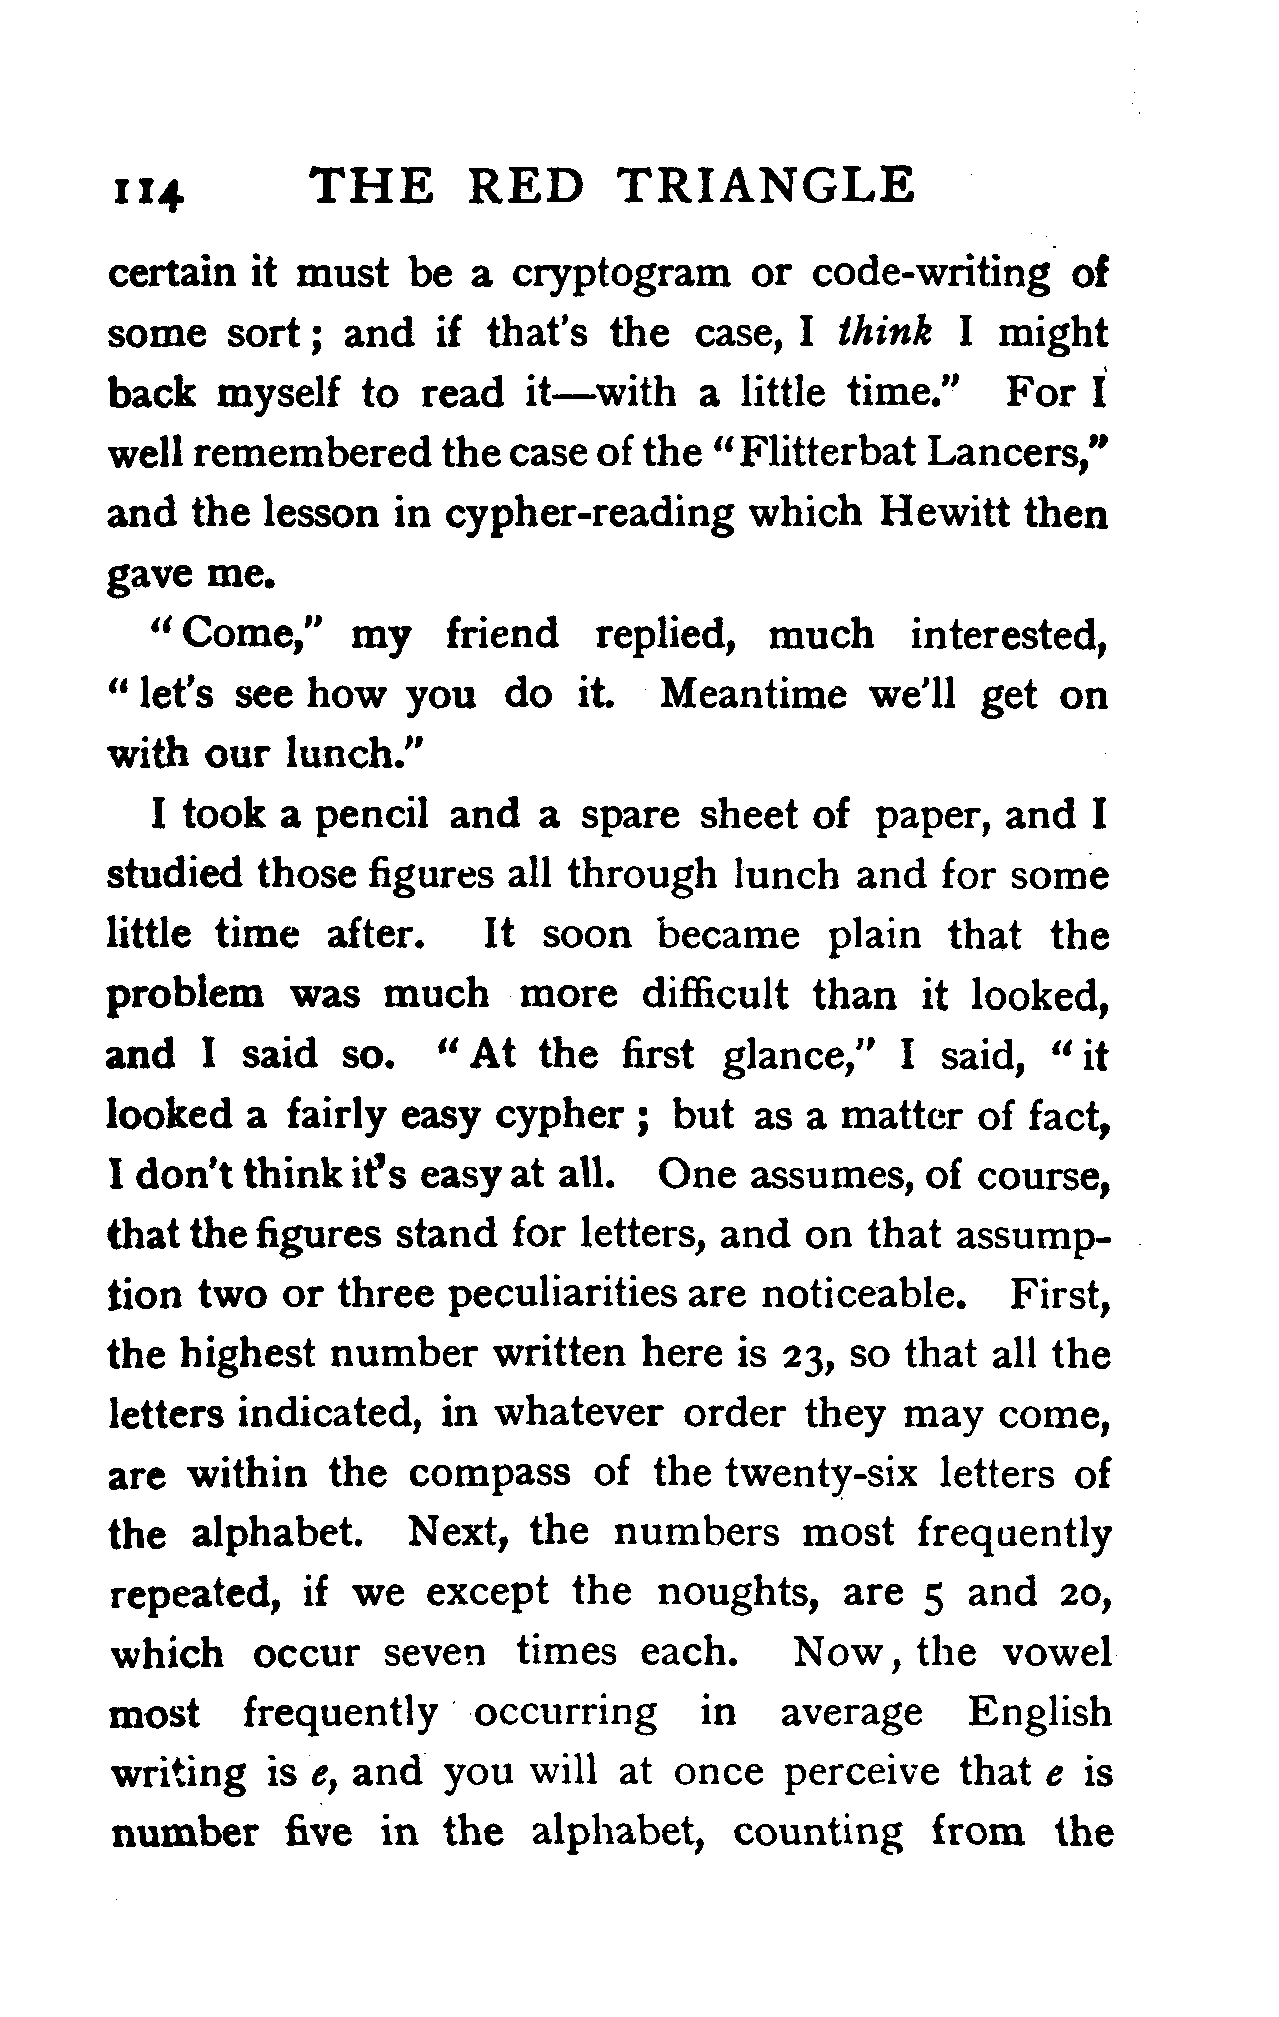 114 THE RED TRIANGLE
certain it must be a cryptogram or code-writing of
some sort ; and if that's the case, I think I might
back myself to read it—with a little time." For I
well remembered the case of the "Flitterbat Lancers,"
and the lesson in cypher-reading which Hewitt then
gave me.
"Come," my friend replied, much interested,
"let's see how you do it. Meantime we'll get on
with our lunch."
I took a pencil and a spare sheet of paper, and I
studied those figures all through lunch and for some
little time after. It soon became plain that the
problem was much more difficult than it looked,
and I said so. "At the first glance," I said, "it
looked a fairly easy cypher ; but as a matter of fact,
I don't think it's easy at all. One assumes, of course,
that the figures stand for letters, and on that assump-
tion two or three peculiarities are noticeable. First,
the highest number written here is 23, so that all the
letters indicated, in whatever order they may come,
are within the compass of the twenty-six letters of
the alphabet. Next, the numbers most frequently
repeated, if we except the noughts, are 5 and 20,
which occur seven times each. Now, the vowel
most frequently occurring in average English
writing is e, and you will at once perceive that e is
number five in the alphabet, counting from the